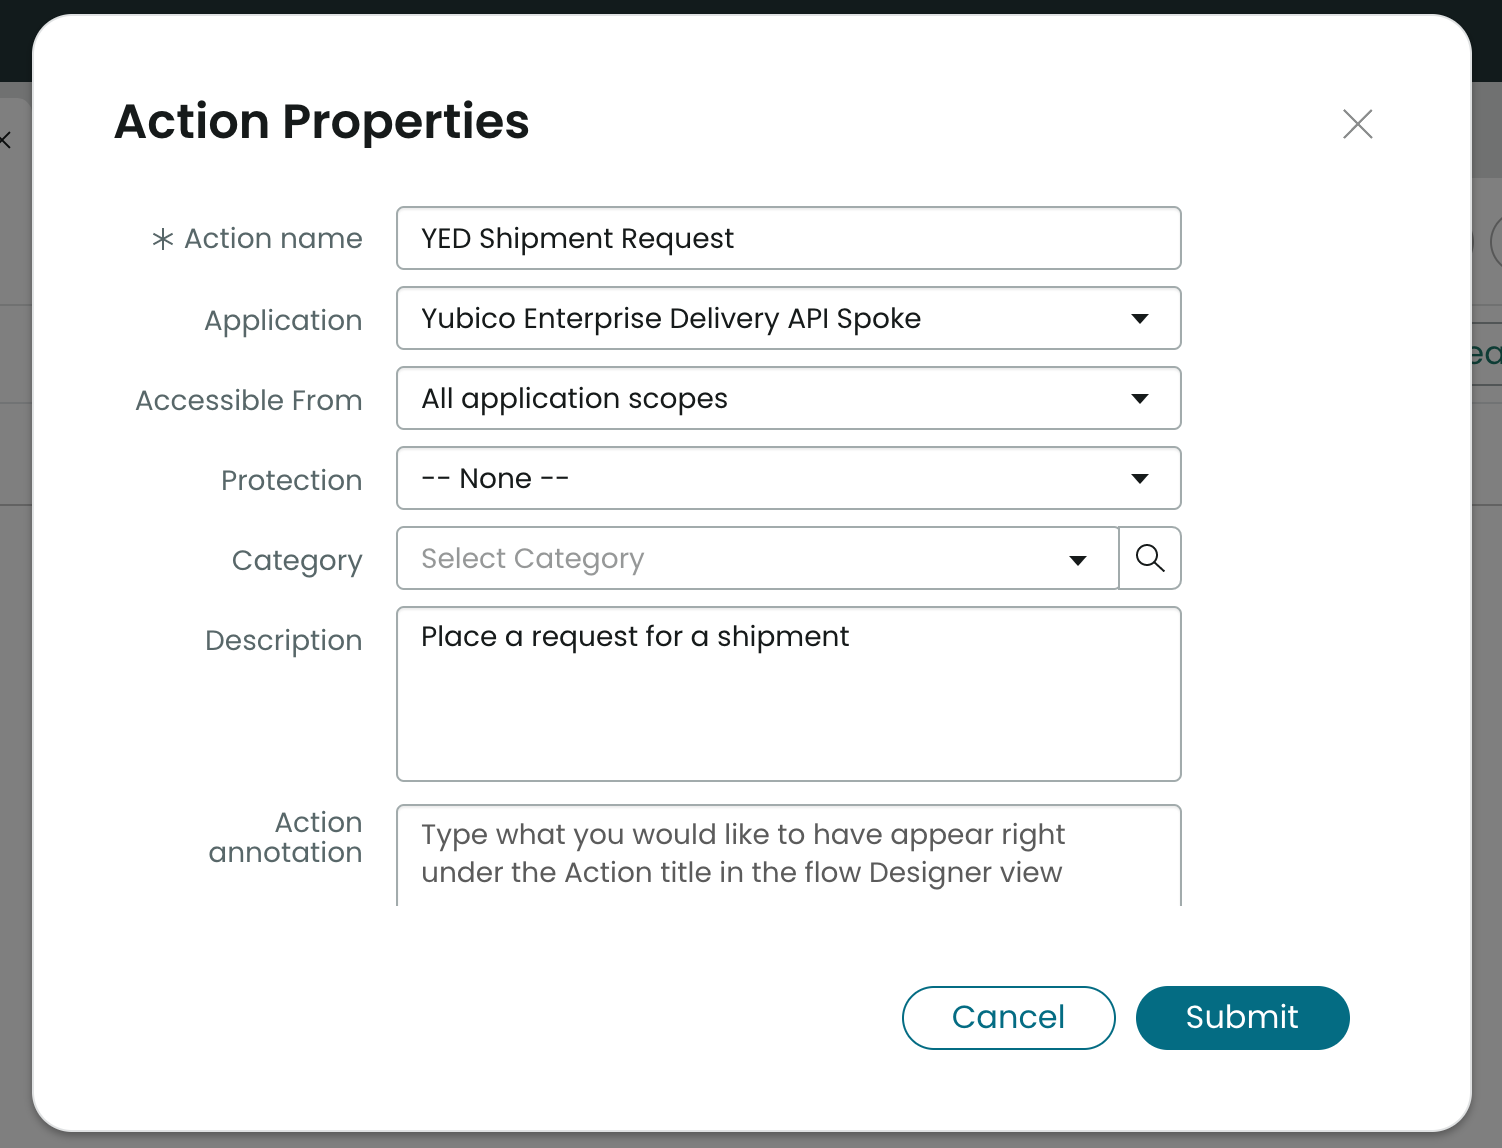 Action Properties
Action name
YED Shipment Request
Application
Yubico Enterprise Delivery API Spoke
Accessible From
All application scopes
Protection
-- None --
Category
Select Category
Description
Place a request for a shipment
Action
annotation
Type what you would like to have appear right
under the Action title in the flow Designer view
Cancel
Submit